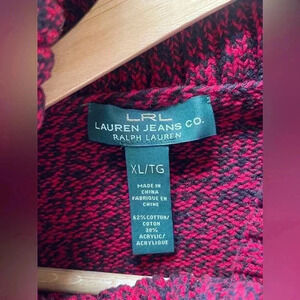 LRL
LAUREN JEANS CO.
RALPH LAUREN
XL/TG
MADE IN
CHINA
FABRIQUE EN
CHINE
62% COTTON/
COTON
38%
ACRYLIC/
ACRYLIQUE